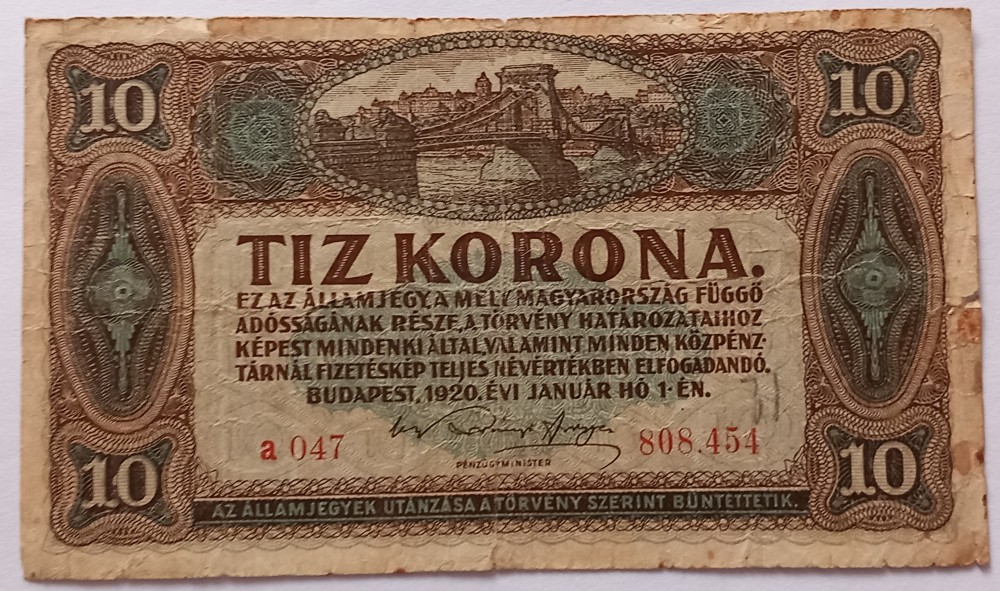 10 10
TIZ KORONA.
EZ AZ ÁLLAMJEGY, A MELY MAGYARORSZÁG FÜGGŐ
ADÓSSÁGÁNAK RÉSZE, A TÖRVÉNY HATÁROZATAIHOZ
KÉPEST MINDENKI ÁLTAL, VALAMINT MINDEN KÖZPÉNZ-
TÁRNÁL FIZETÉSKÉP TELJES NÉVÉRTÉKBEN ELFOGADANDÓ.
BUDAPEST, 1920. ÉVI JANUÁR HÓ 1-ÉN.
a 047 808.454
PÉNZÜGYMINISTER
10 10
AZ ÁLLAMJEGYEK UTÁNZÁSA A TÖRVÉNY SZERINT BÜNTETTETIK.